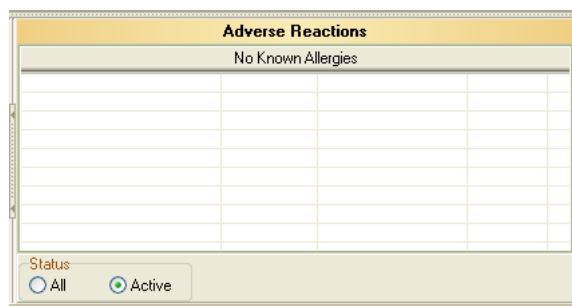 Adverse Reactions
No Known Allergies
Status
All Active